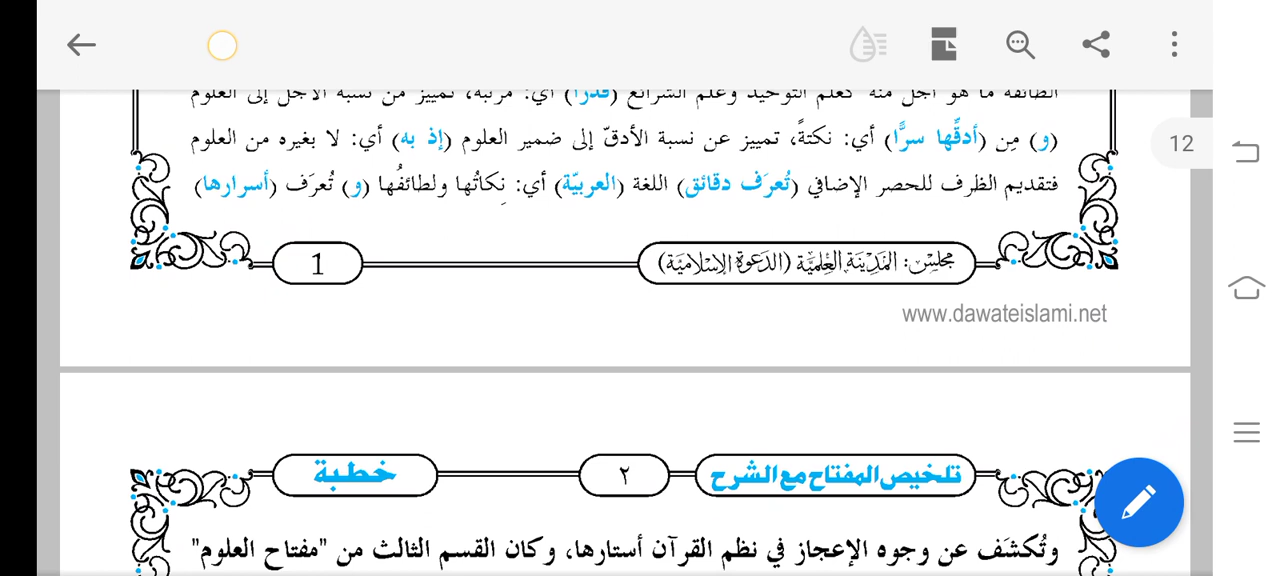 الطائفة ما هو أجل منه كعلم التوحيد وعلم الشرائع (قدرًا) أي: مرتبة، تمييز من نسبة الأجل إلى العلوم
(و) مِن (أدقِّها سرًّا) أي: نكتةً، تمييز عن نسبة الأدقّ إلى ضمير العلوم (إذ به) أي: لا بغيره من العلوم
12
فتقديم الظرف للحصر الإضافي (تُعرَف دقائق) اللغة (العربيّة) أي: نِكاتُها ولطائفُها (و) تُعرَف (أسرارها)
مجلس: المدينة العلمية (الدعوة الإسلامية)
1
www.dawateislami.net
تلخيص المفتاح مع الشرح
٢
خطبة
وتُكشَف عن وجوه الإعجاز في نظم القرآن أستارها، وكان القسم الثالث من "مفتاح العلوم"